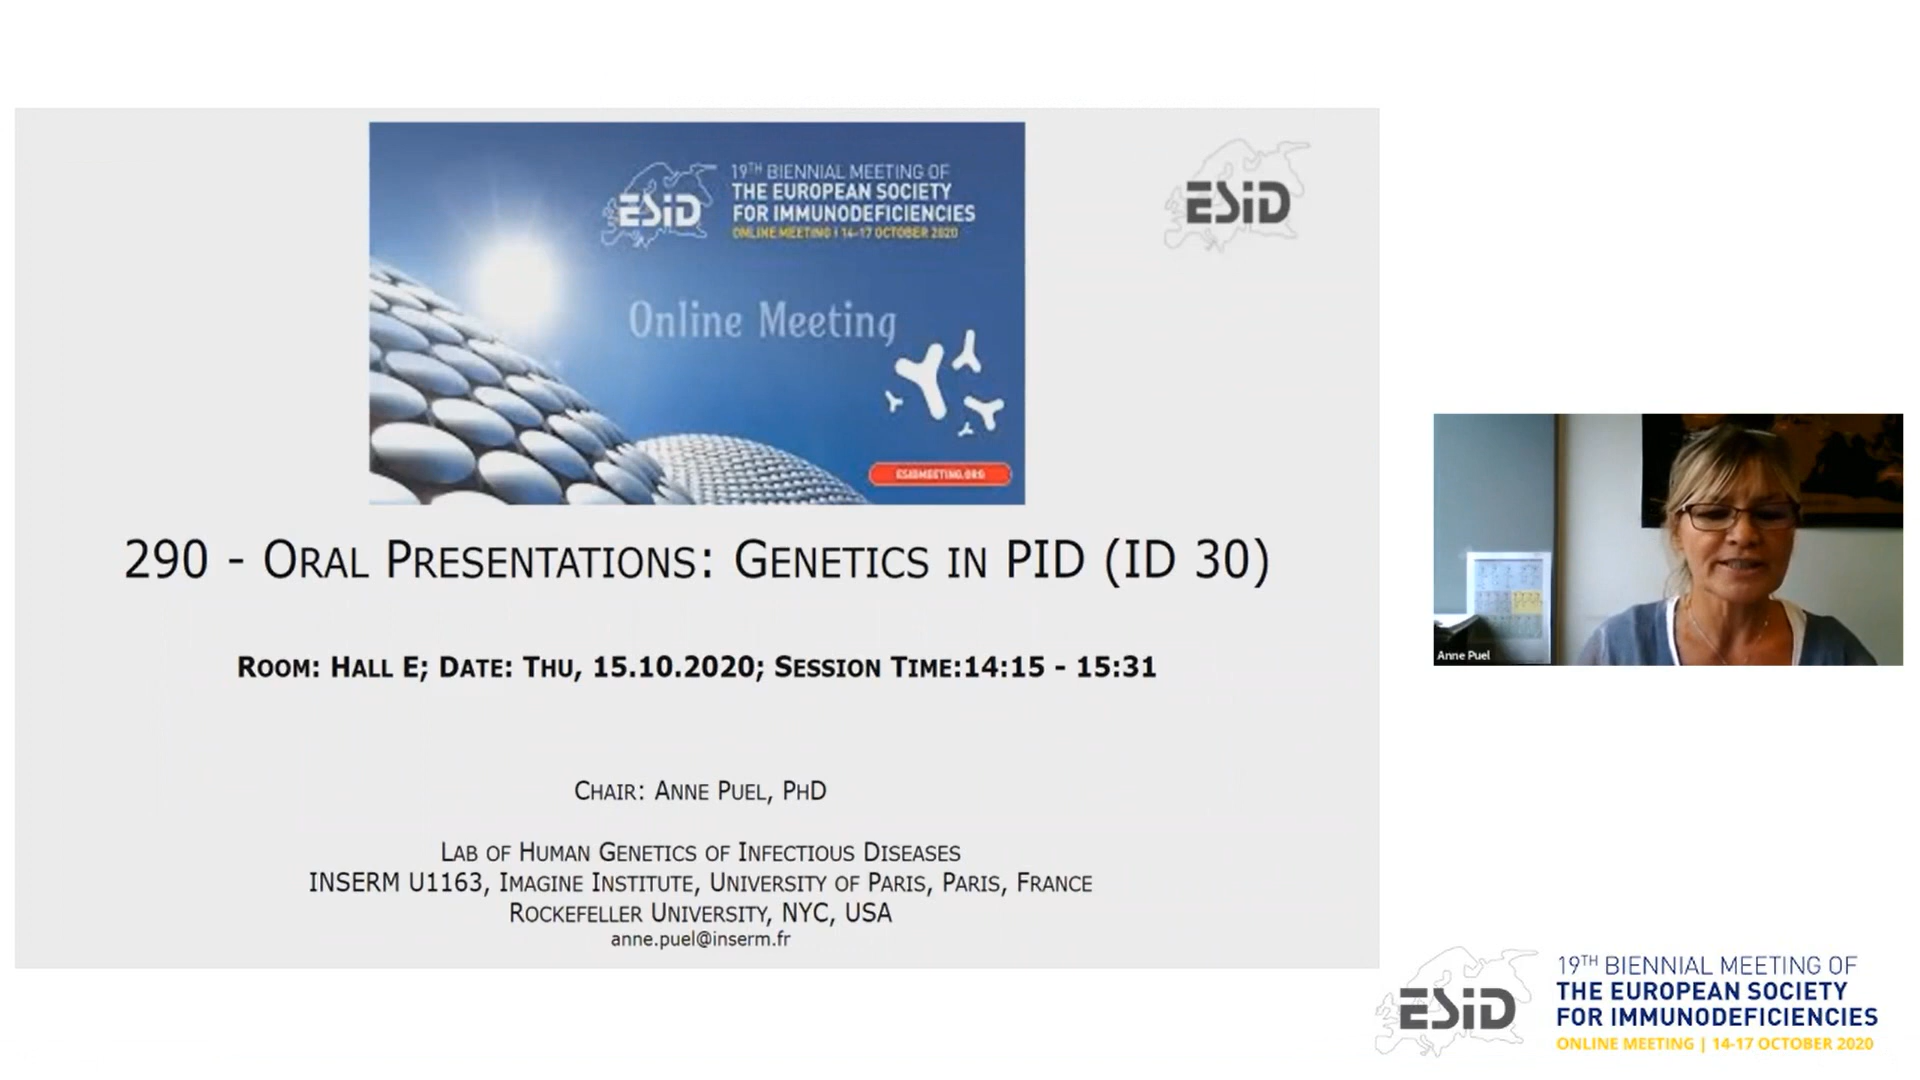 19TH BIENNIAL MEETING OF
THE EUROPEAN SOCIETY
FOR IMMUNODEFICIENCIES
ONLINE MEETING | 14-17 OCTOBER 2020
ESiD
Online Meeting
ESIDMEETING.ORG
ESiD
290 - ORAL PRESENTATIONS: GENETICS IN PID (ID 30)
ROOM: HALL E; DATE: THU, 15.10.2020; SESSION TIME:14:15 - 15:31
CHAIR: ANNE PUEL, PHD
LAB OF HUMAN GENETICS OF INFECTIOUS DISEASES
INSERM U1163, IMAGINE INSTITUTE, UNIVERSITY OF PARIS, PARIS, FRANCE
ROCKEFELLER UNIVERSITY, NYC, USA
anne.puel@inserm.fr
Anne Puel
ESiD
19TH BIENNIAL MEETING OF
THE EUROPEAN SOCIETY
FOR IMMUNODEFICIENCIES
ONLINE MEETING | 14-17 OCTOBER 2020